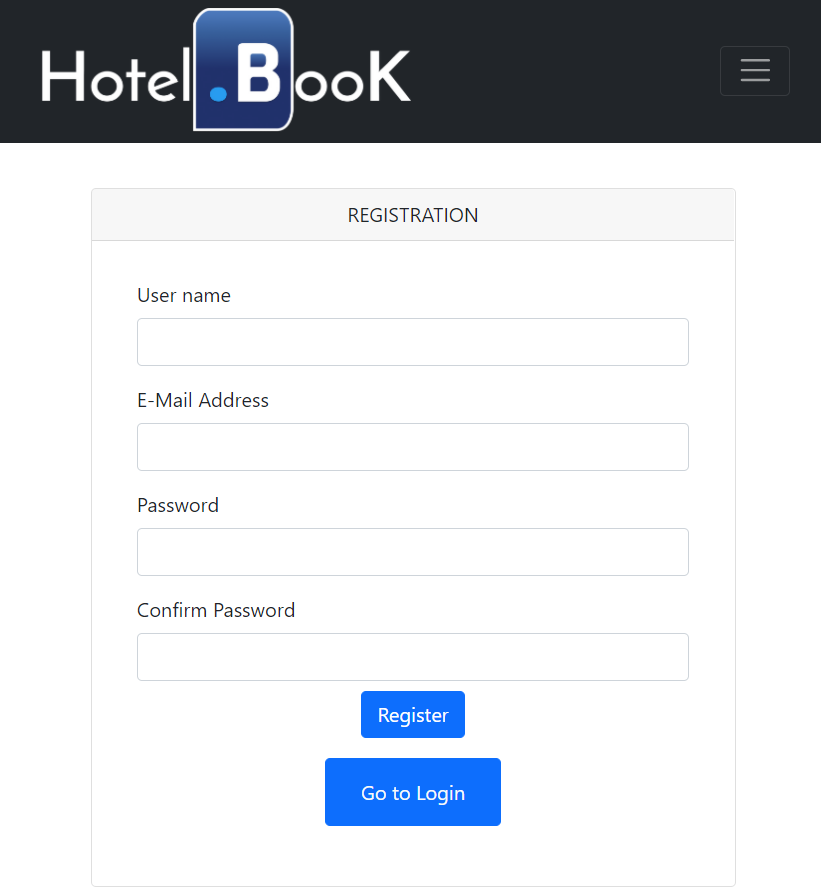 Hotel.BooK
REGISTRATION
User name
E-Mail Address
Password
Confirm Password
Register
Go to Login